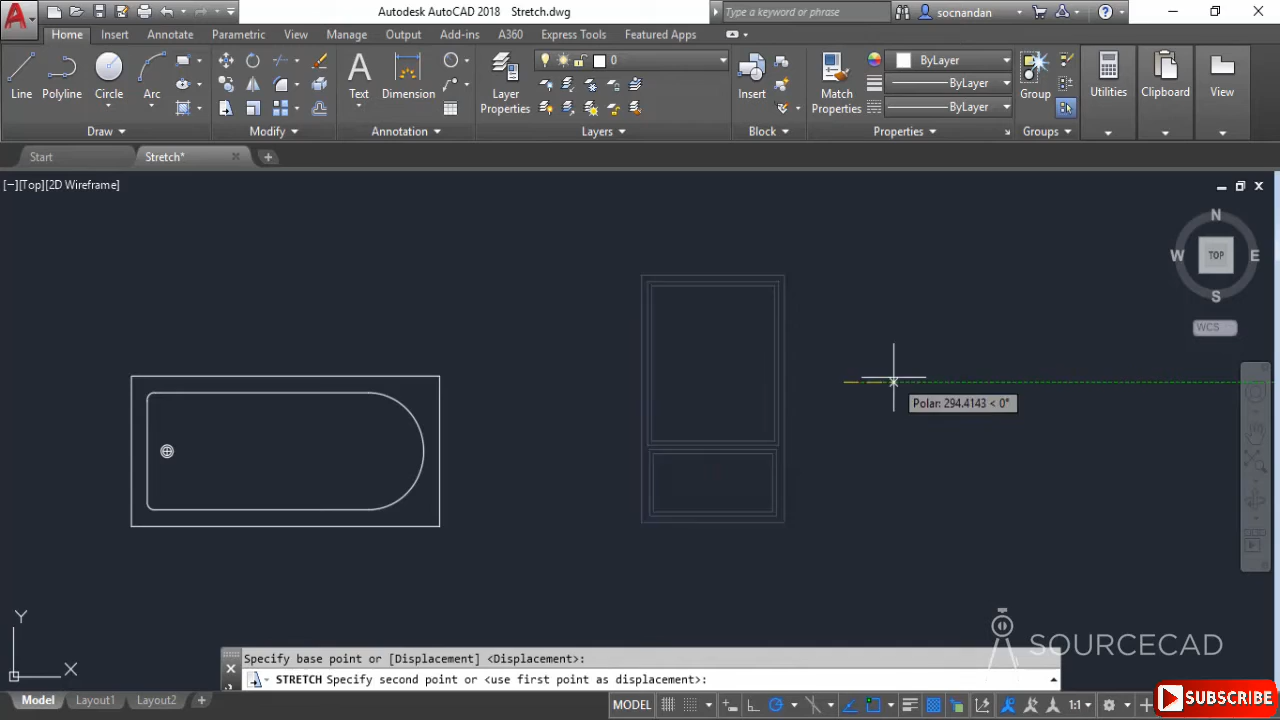 Autodesk AutoCAD 2018 Stretch.dwg
Type a keyword or phrase
socnandan
Home Insert Annotate Parametric View Manage Output Add-ins A360 Express Tools Featured Apps
0
ByLayer
ByLayer
ByLayer
Line Polyline Circle Arc
Text Dimension
Layer Properties
Insert
Match Properties
Group
Utilities
Clipboard
View
Draw Modify Annotation Layers Block Properties Groups
Start Stretch*
[−][Top][2D Wireframe]
N
W TOP E
S
WCS
Polar: 294.4143 < 0°
Y
X
SOURCECAD
Specify base point or [Displacement] <Displacement>:
STRETCH Specify second point or <use first point as displacement>:
Model Layout1 Layout2
MODEL
1:1
SUBSCRIBE